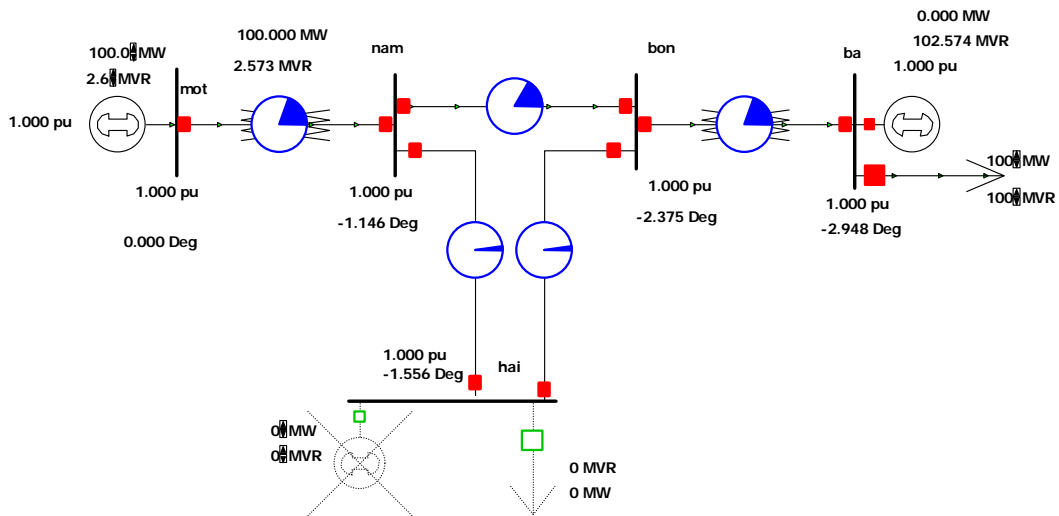 0.000 MW
102.574 MVR
1.000 pu
ba
100.000 MW
2.573 MVR
nam
bon
100.0 MW
2.6 MVR
mot
1.000 pu
1.000 pu
0.000 Deg
1.000 pu
-1.146 Deg
1.000 pu
-2.375 Deg
100 MW
100 MVR
1.000 pu
-2.948 Deg
1.000 pu
-1.556 Deg
hai
0 MW
0 MVR
0 MVR
0 MW